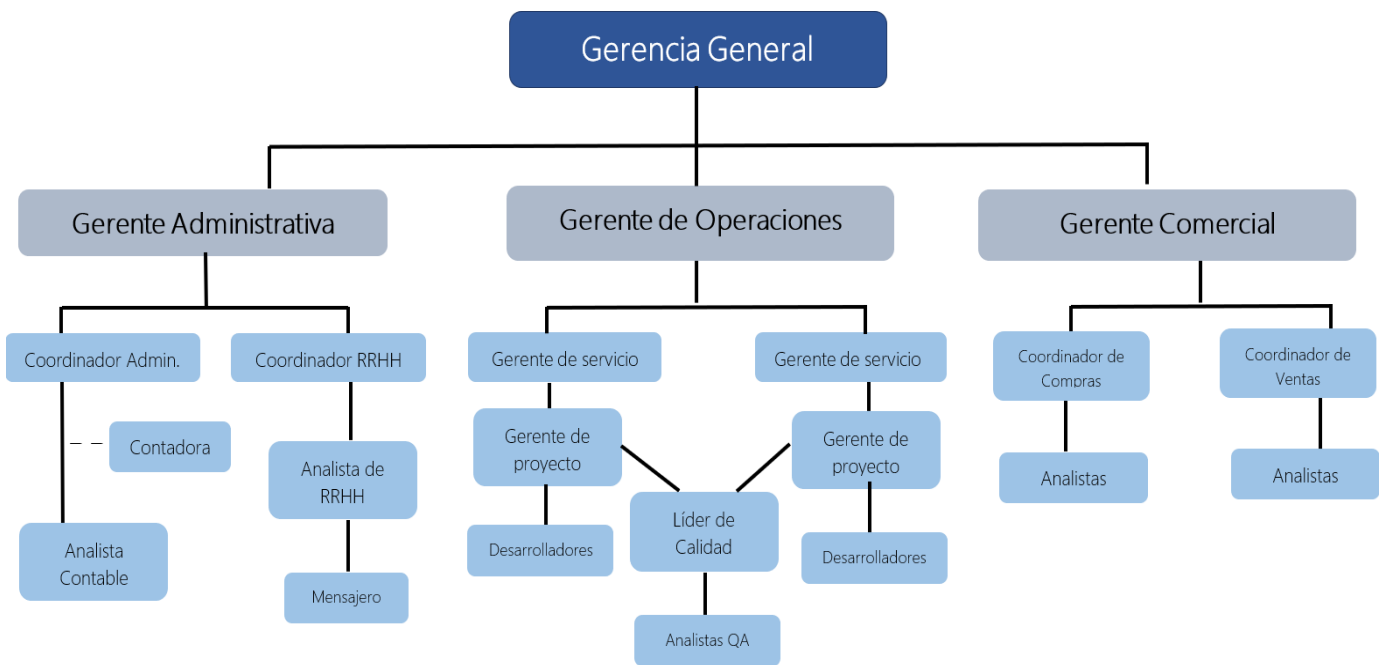 Gerencia General
Gerente Administrativa
Gerente de Operaciones
Gerente Comercial
Coordinador Admin.
Coordinador RRHH
Gerente de servicio
Gerente de servicio
Coordinador de
Compras
Coordinador de
Ventas
Contadora
Analista de
RRHH
Gerente de
proyecto
Gerente de
proyecto
Analistas
Analistas
Analista
Contable
Mensajero
Desarrolladores
Líder de
Calidad
Desarrolladores
Analistas QA